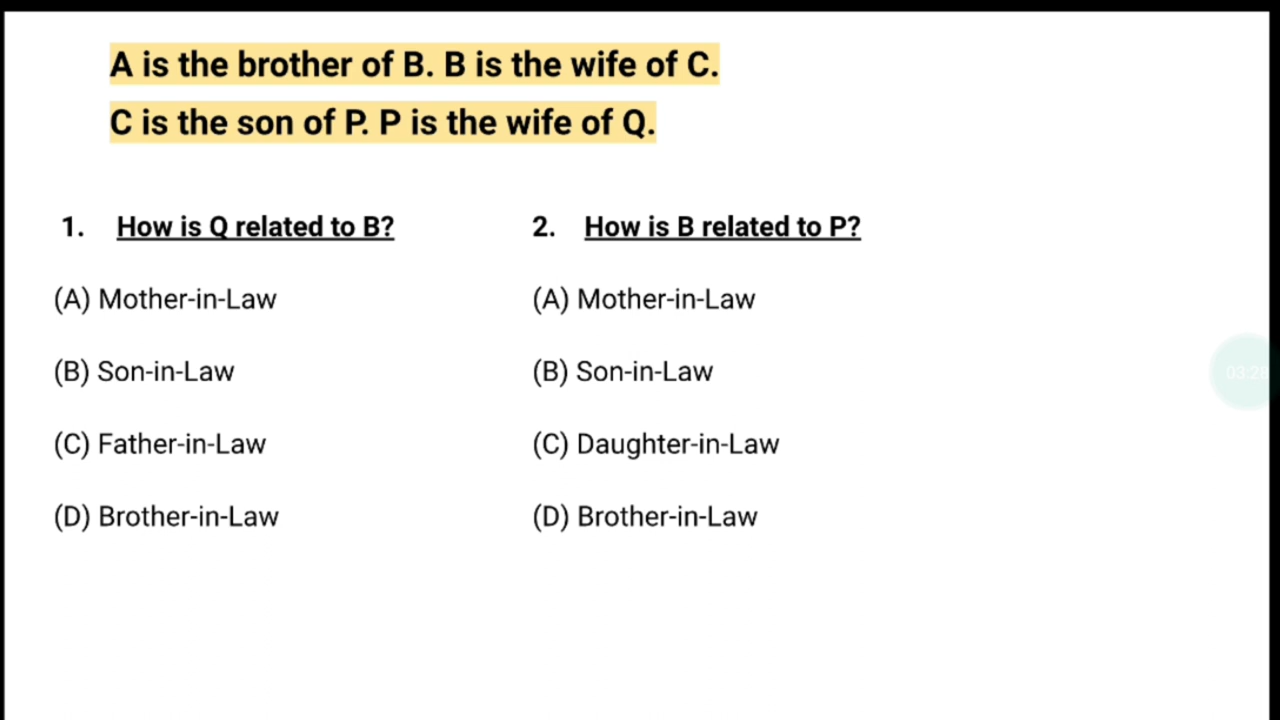 A is the brother of B. B is the wife of C.
C is the son of P. P is the wife of Q.
1. How is Q related to B?
(A) Mother-in-Law
(B) Son-in-Law
(C) Father-in-Law
(D) Brother-in-Law
2. How is B related to P?
(A) Mother-in-Law
(B) Son-in-Law
(C) Daughter-in-Law
(D) Brother-in-Law
03:28